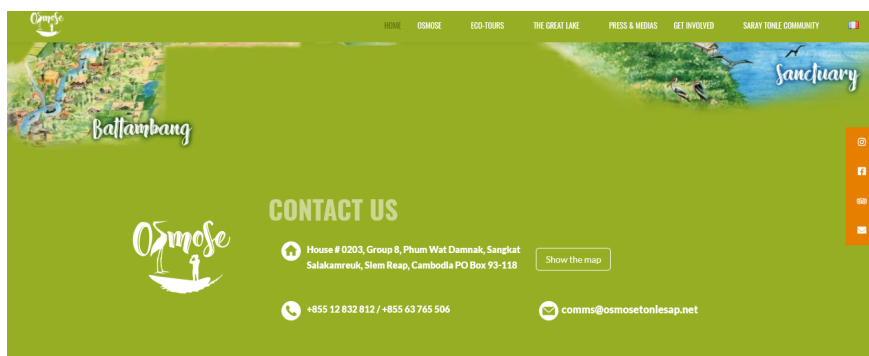 Osmose
HOME OSMOSE ECO-TOURS THE GREAT LAKE PRESS & MEDIAS GET INVOLVED SARAY TONLE COMMUNITY
Sanctuary
Battambang
CONTACT US
Osmose
House # 0203, Group 8, Phum Wat Damnak, Sangkat
Salakamreuk, Siem Reap, Cambodia PO Box 93-118
Show the map
+855 12 832 812 / +855 63 765 506
comms@osmosetonlesap.net